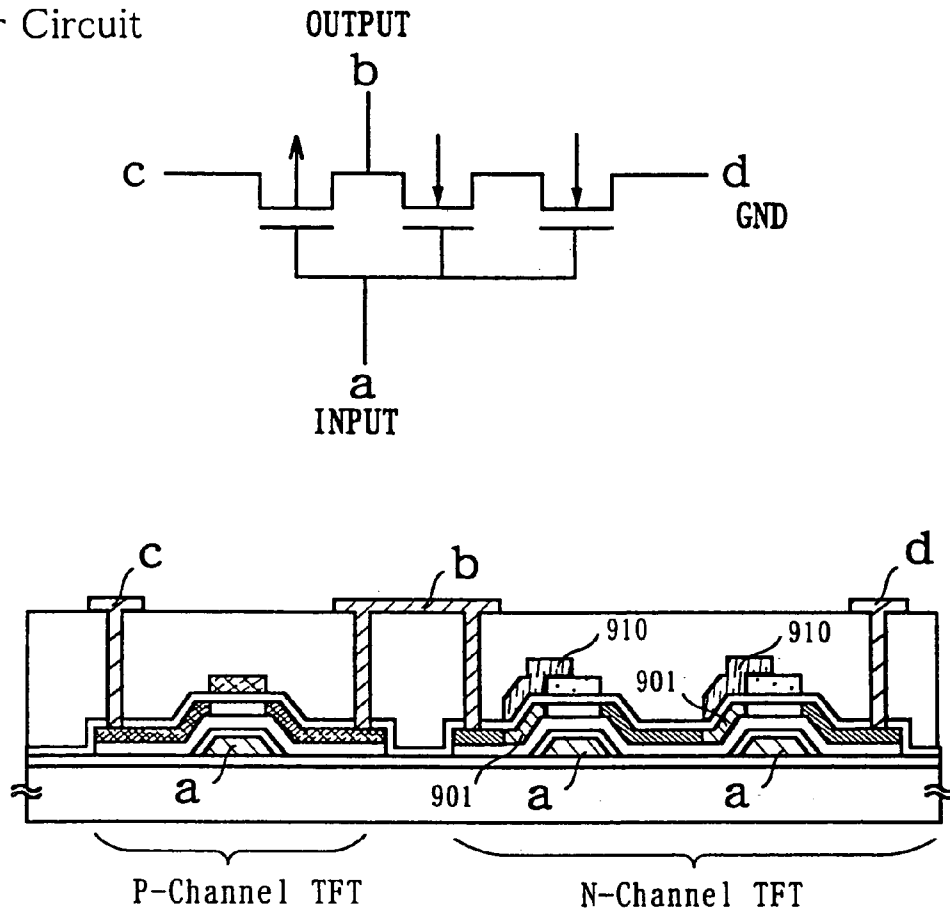 Circuit
OUTPUT
b
c
d
GND
a
INPUT
c
b
d
910
910
901
a
901
a
a
P-Channel TFT
N-Channel TFT